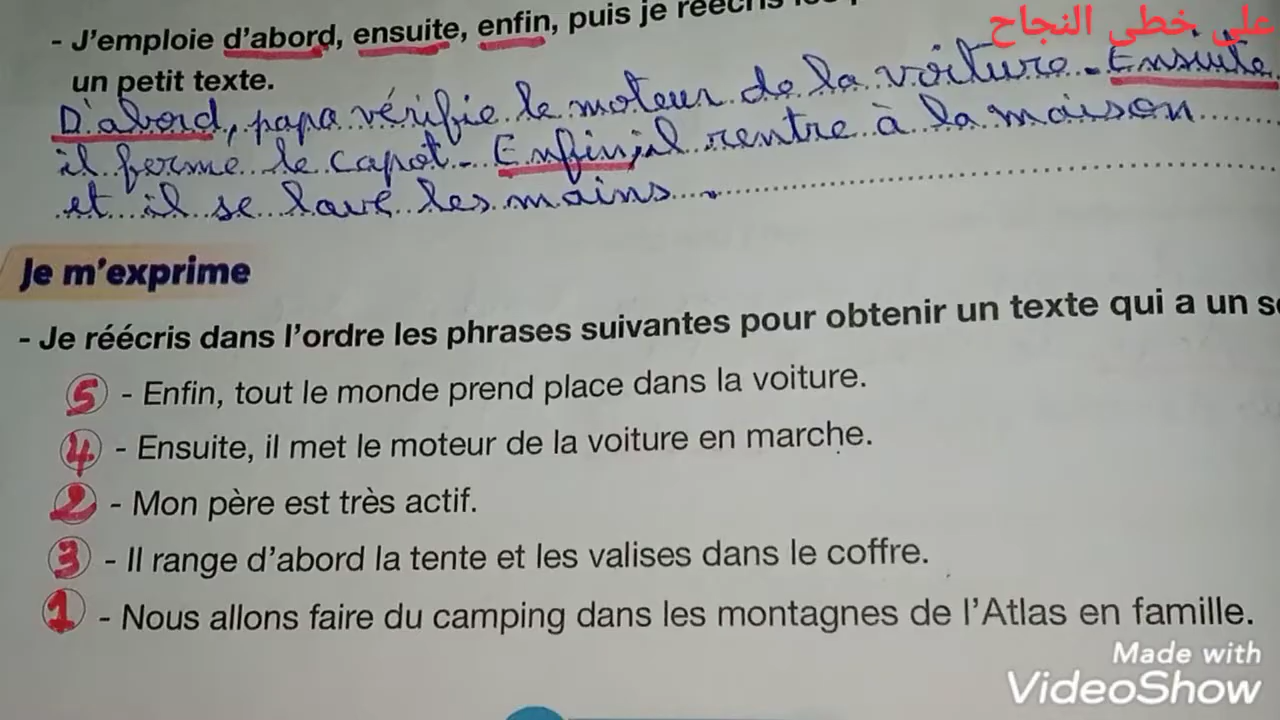 على خطى النجاح
- J'emploie d'abord, ensuite, enfin, puis je réécris
un petit texte.
D'abord, papa vérifie le moteur de la voiture. Ensuite
il ferme le capot. Enfin, il rentre à la maison
et il se lave les mains.
Je m'exprime
- Je réécris dans l'ordre les phrases suivantes pour obtenir un texte qui a un
5 - Enfin, tout le monde prend place dans la voiture.
4 - Ensuite, il met le moteur de la voiture en marche.
2 - Mon père est très actif.
3 - Il range d'abord la tente et les valises dans le coffre.
1 - Nous allons faire du camping dans les montagnes de l'Atlas en famille.
Made with
VideoShow